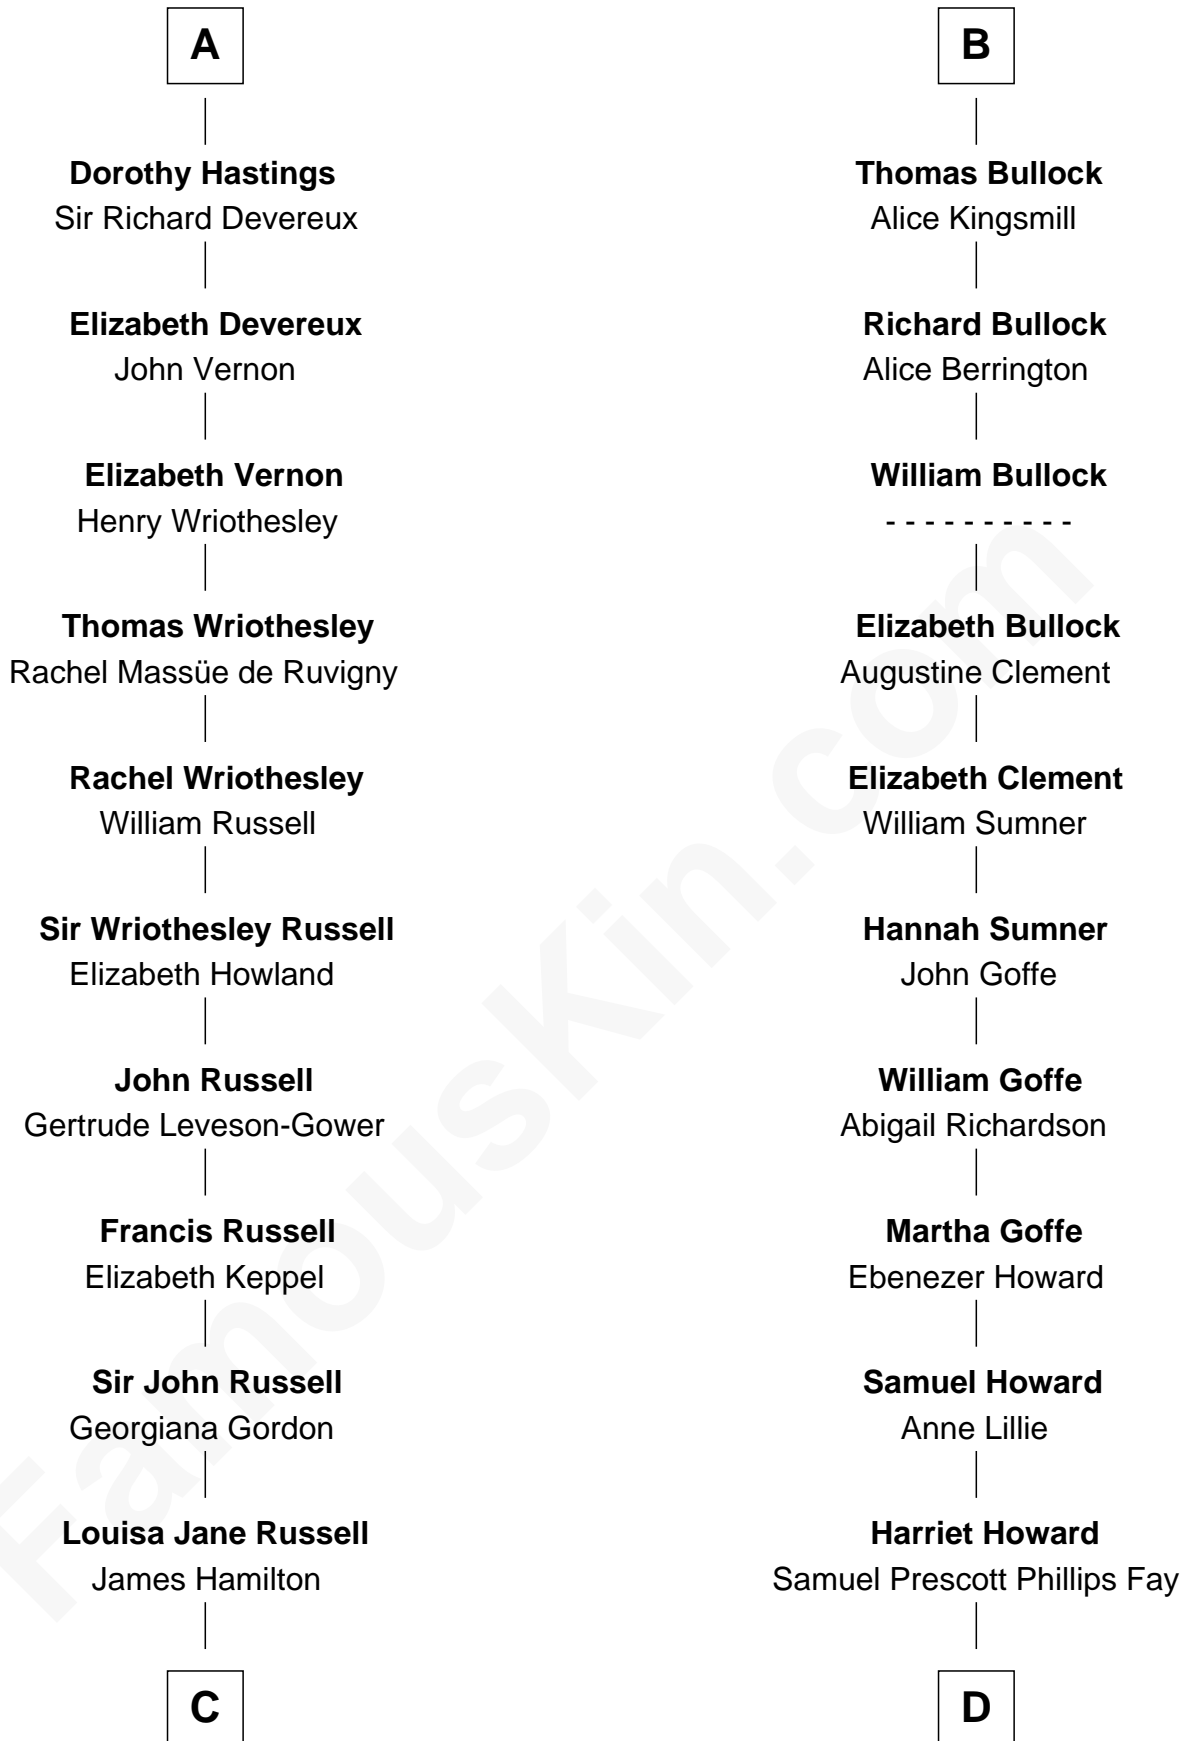 A
Dorothy Hastings
Sir Richard Devereux
Elizabeth Devereux
John Vernon
Elizabeth Vernon
Henry Wriothesley
Thomas Wriothesley
Rachel Massüe de Ruvigny
Rachel Wriothesley
William Russell
Sir Wriothesley Russell
Elizabeth Howland
John Russell
Gertrude Leveson-Gower
Francis Russell
Elizabeth Keppel
Sir John Russell
Georgiana Gordon
Louisa Jane Russell
James Hamilton
C
B
Thomas Bullock
Alice Kingsmill
Richard Bullock
Alice Berrington
William Bullock
- - - - - - - - - -
Elizabeth Bullock
Augustine Clement
Elizabeth Clement
William Sumner
Hannah Sumner
John Goffe
William Goffe
Abigail Richardson
Martha Goffe
Ebenezer Howard
Samuel Howard
Anne Lillie
Harriet Howard
Samuel Prescott Phillips Fay
D
FamousKin.com